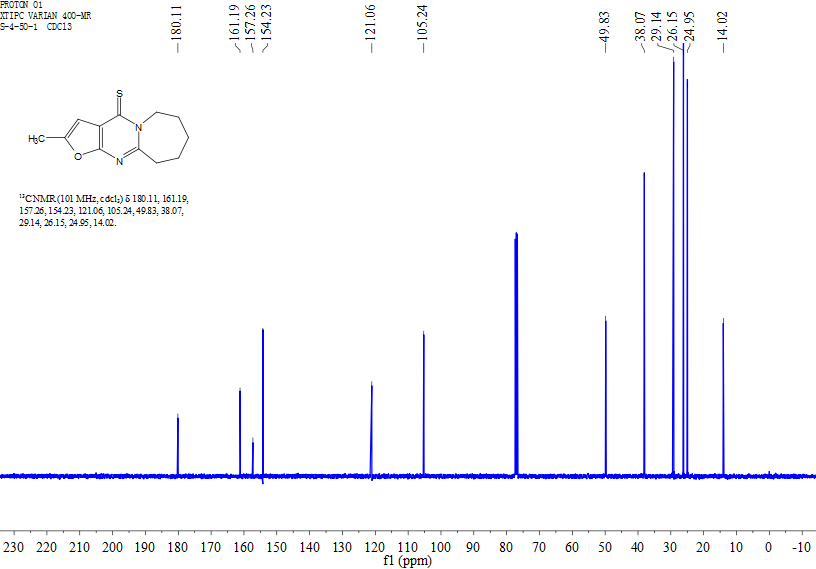 PROTON 01
XTIPC VARIAN 400-MR
S-4-50-1 CDCl3
180.11
161.19
157.26
154.23
121.06
105.24
49.83
38.07
29.14
26.15
24.95
14.02
S
N
H₃C
O
N
¹³CNMR (101 MHz, cdcl₃) δ 180.11, 161.19,
157.26, 154.23, 121.06, 105.24, 49.83, 38.07,
29.14, 26.15, 24.95, 14.02.
230 220 210 200 190 180 170 160 150 140 130 120 110 100 90 80 70 60 50 40 30 20 10 0 -10
f1 (ppm)